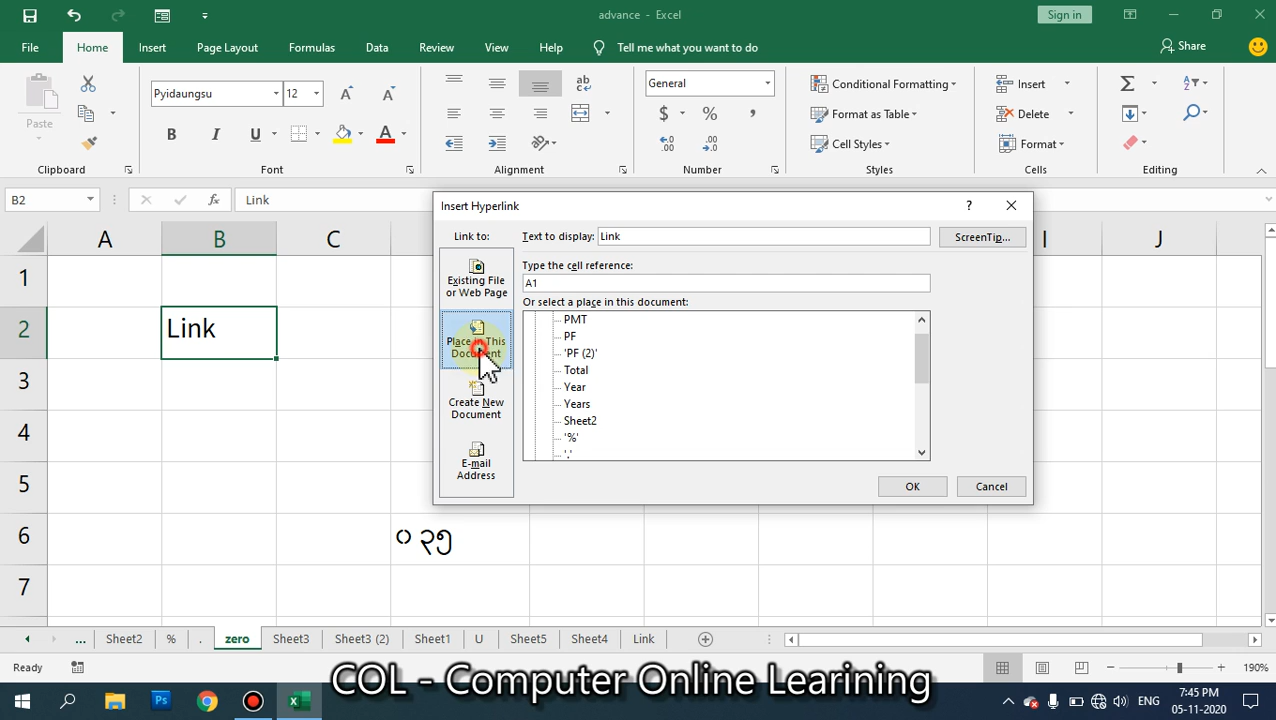 advance - Excel
Sign in
File Home Insert Page Layout Formulas Data Review View Help Tell me what you want to do Share
Paste
Clipboard
Pyidaungsu 12
B I U A
Font
ab
Alignment
General
$ % ,
Number
Conditional Formatting
Format as Table
Cell Styles
Styles
Insert
Delete
Format
Cells
Editing
B2 fx Link
Insert Hyperlink ?
Link to: Text to display: Link ScreenTip...
Existing File or Web Page
Place in This Document
Create New Document
E-mail Address
Type the cell reference:
A1
Or select a place in this document:
PMT
PF
'PF (2)'
Total
Year
Years
Sheet2
'%'
'.'
OK Cancel
A B C I J
1
2 Link
3
4
5
6 ၀ ၃၅
7
... Sheet2 % . zero Sheet3 Sheet3 (2) Sheet1 U Sheet5 Sheet4 Link
Ready 190%
COL - Computer Online Learining
Ps
ENG
7:45 PM
05-11-2020